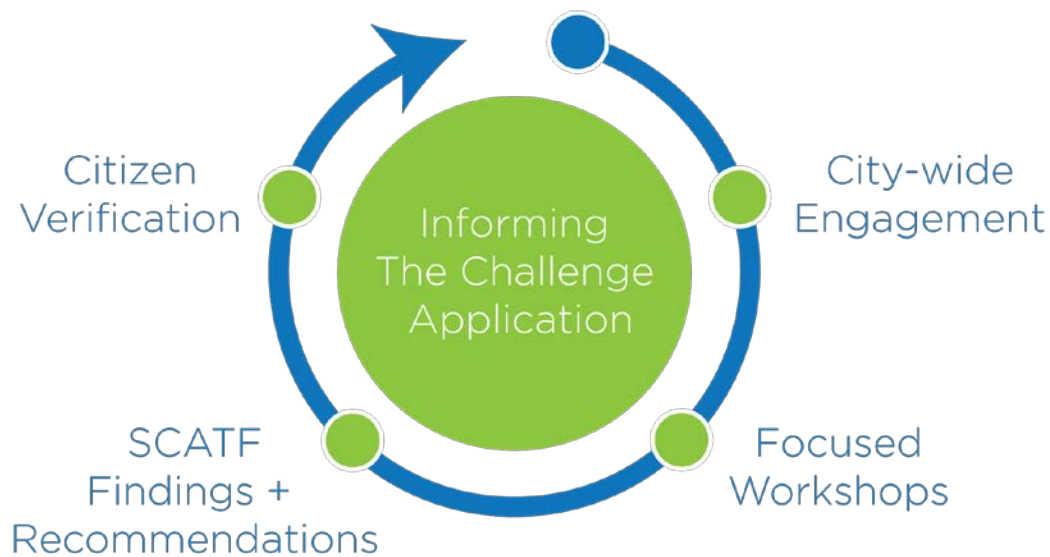 Informing
The Challenge
Application
City-wide
Engagement
Focused
Workshops
SCATF
Findings +
Recommendations
Citizen
Verification